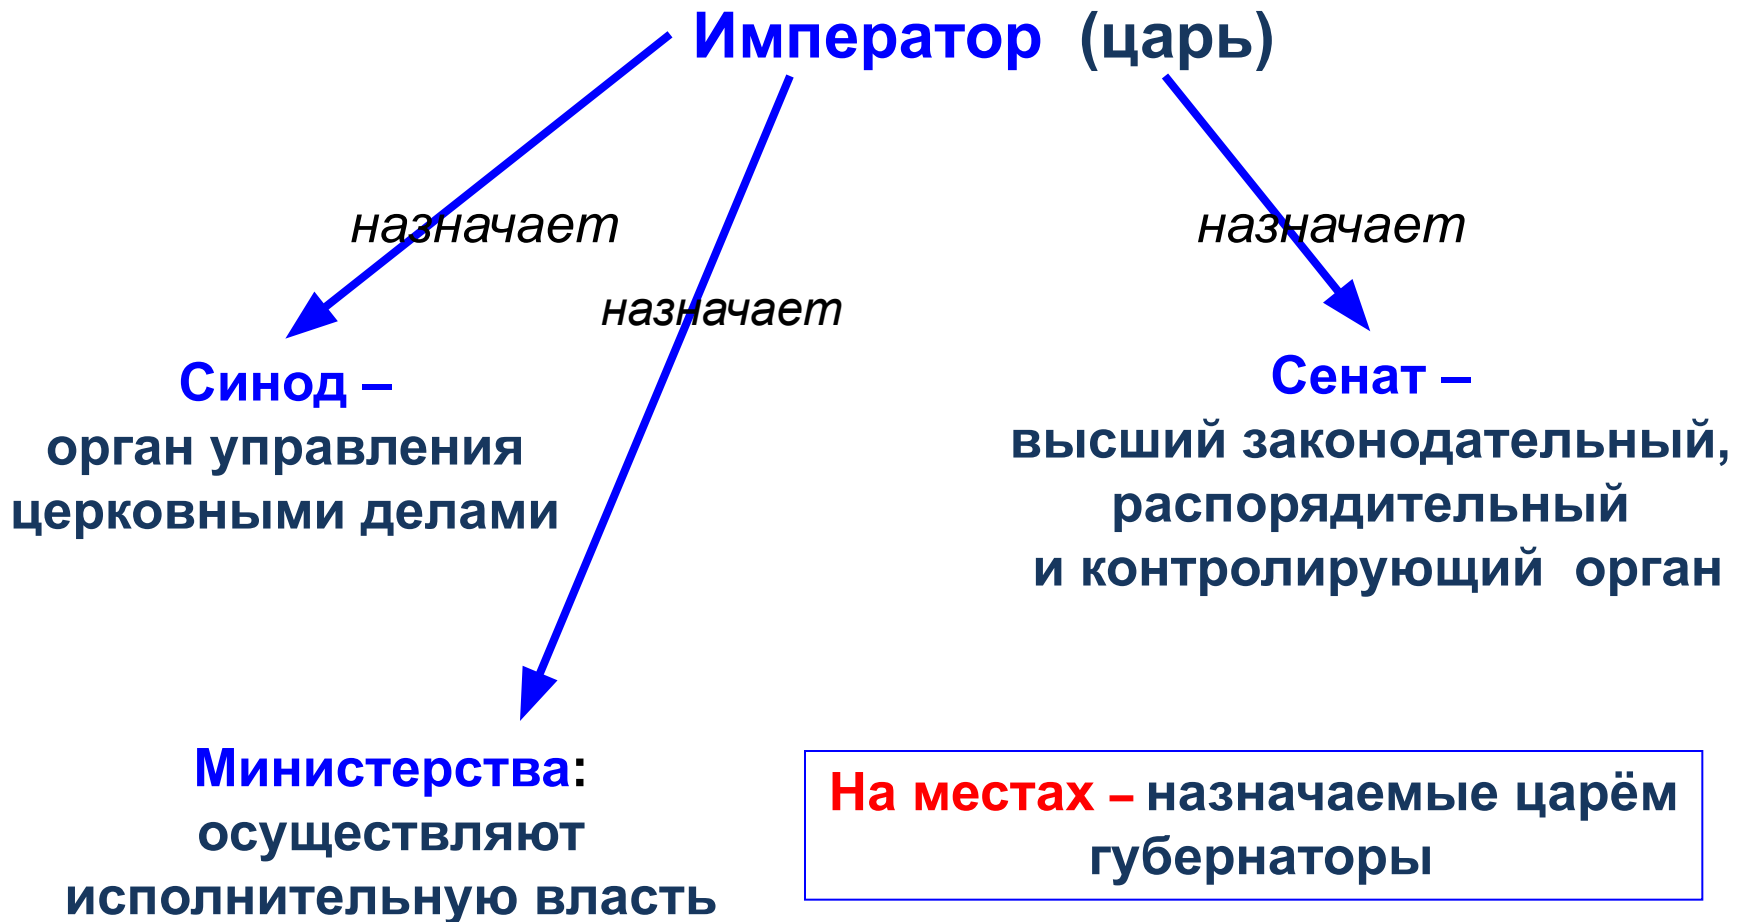 Император (царь)
назначает
назначает
назначает
Синод –
орган управления
церковными делами
Сенат –
высший законодательный,
распорядительный
и контролирующий орган
Министерства:
осуществляют
исполнительную власть
На местах – назначаемые царём
губернаторы